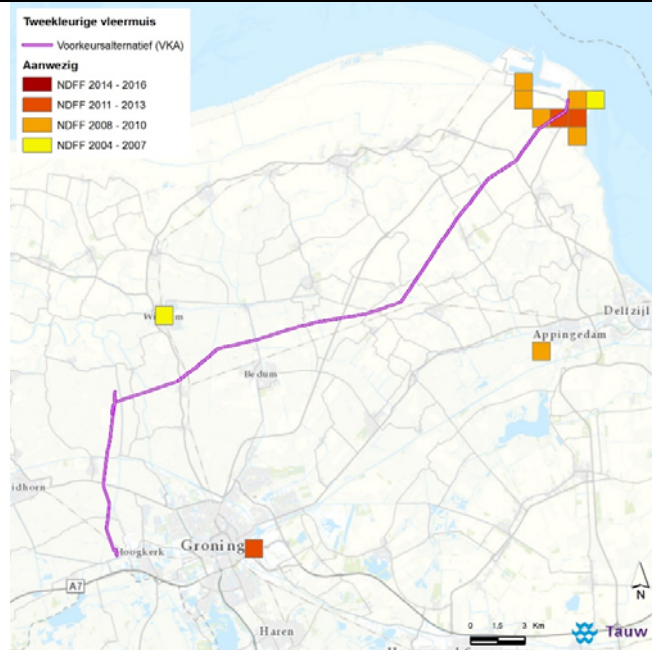 Tweekleurige vleermuis
Voorkeursalternatief (VKA)
Aanwezig
NDFF 2014 - 2016
NDFF 2011 - 2013
NDFF 2008 - 2010
NDFF 2004 - 2007
Delfzijl
Appingedam
Bedum
idhorn
Hoogkerk
Groning
A7
Haren
N
0 1,5 3 Km
Tauw